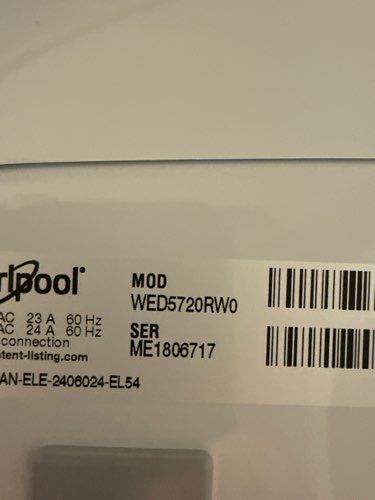 rlpool®
MOD
WED5720RW0
AC 23 A 60 Hz
AC 24 A 60 Hz
connection
tent-listing.com
SER
ME1806717
AN-ELE-2406024-EL54